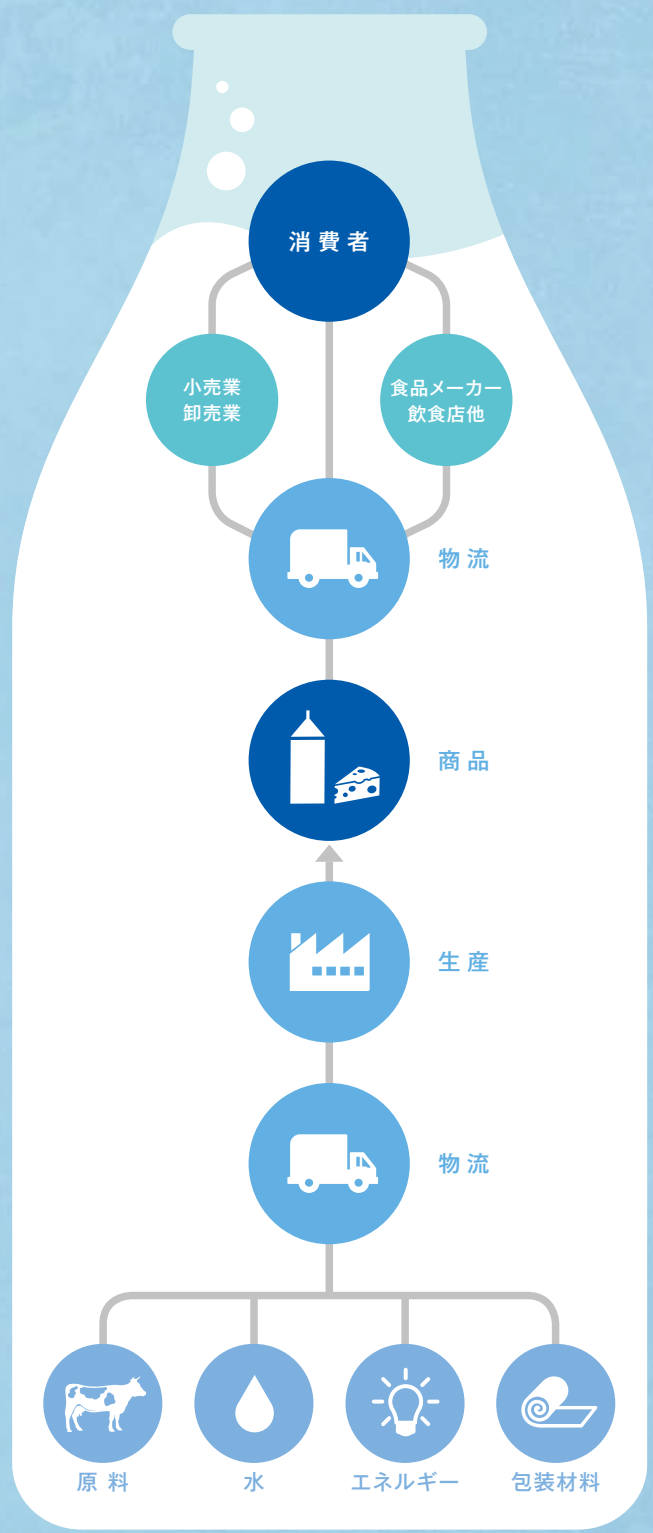 消費者
小売業
卸売業
食品メーカー
飲食店他
物流
商品
生産
物流
原料
水
エネルギー
包装材料